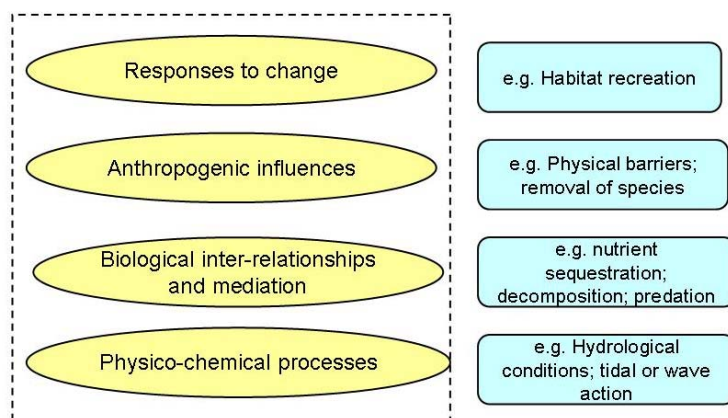 Responses to change
e.g. Habitat recreation
Anthropogenic influences
e.g. Physical barriers;
removal of species
Biological inter-relationships
and mediation
e.g. nutrient
sequestration;
decomposition; predation
Physico-chemical processes
e.g. Hydrological
conditions; tidal or wave
action